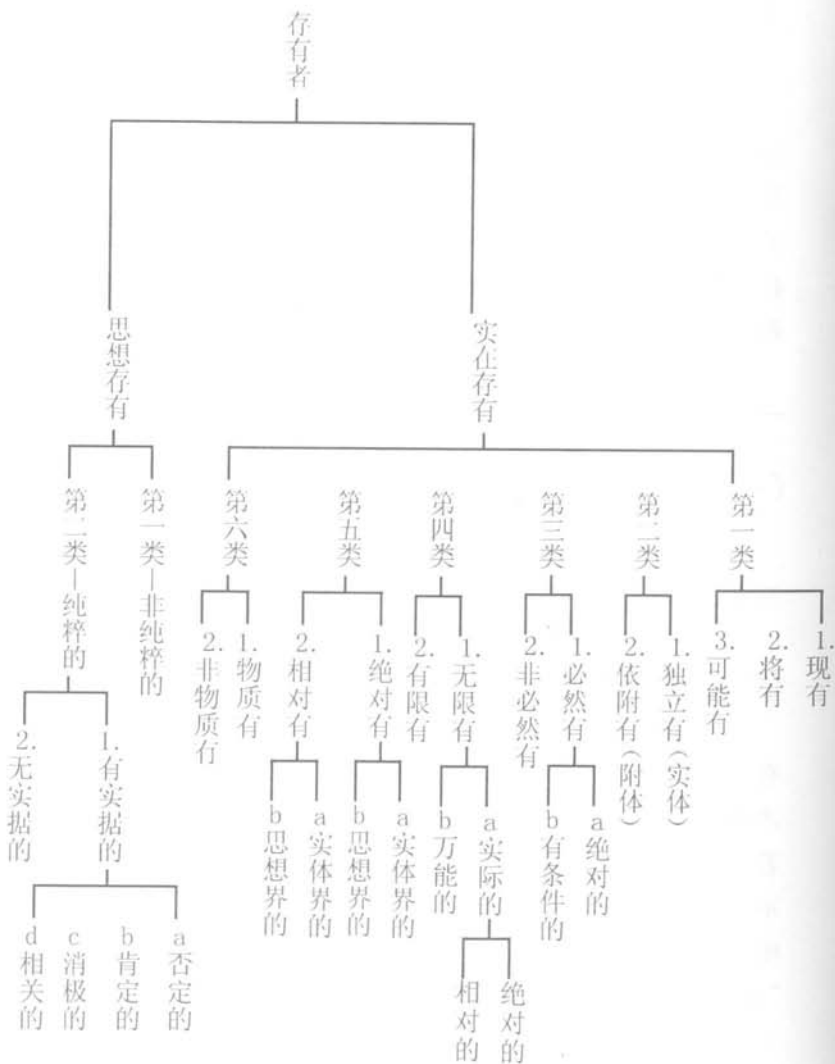 存有者
实在存有
第一类
1.现有
2.将有
3.可能有
第二类
1.独立有(实体)
2.依附有(附体)
第三类
1.必然有
a绝对的
b有条件的
2.非必然有
第四类
1.无限有
a实际的
绝对的
相对的
b万能的
2.有限有
第五类
1.绝对有
a实体界的
b思想界的
2.相对有
a实体界的
b思想界的
第六类
1.物质有
2.非物质有
思想存有
第一类—非纯粹的
第二类—纯粹的
1.有实据的
a否定的
b肯定的
c消极的
d相关的
2.无实据的